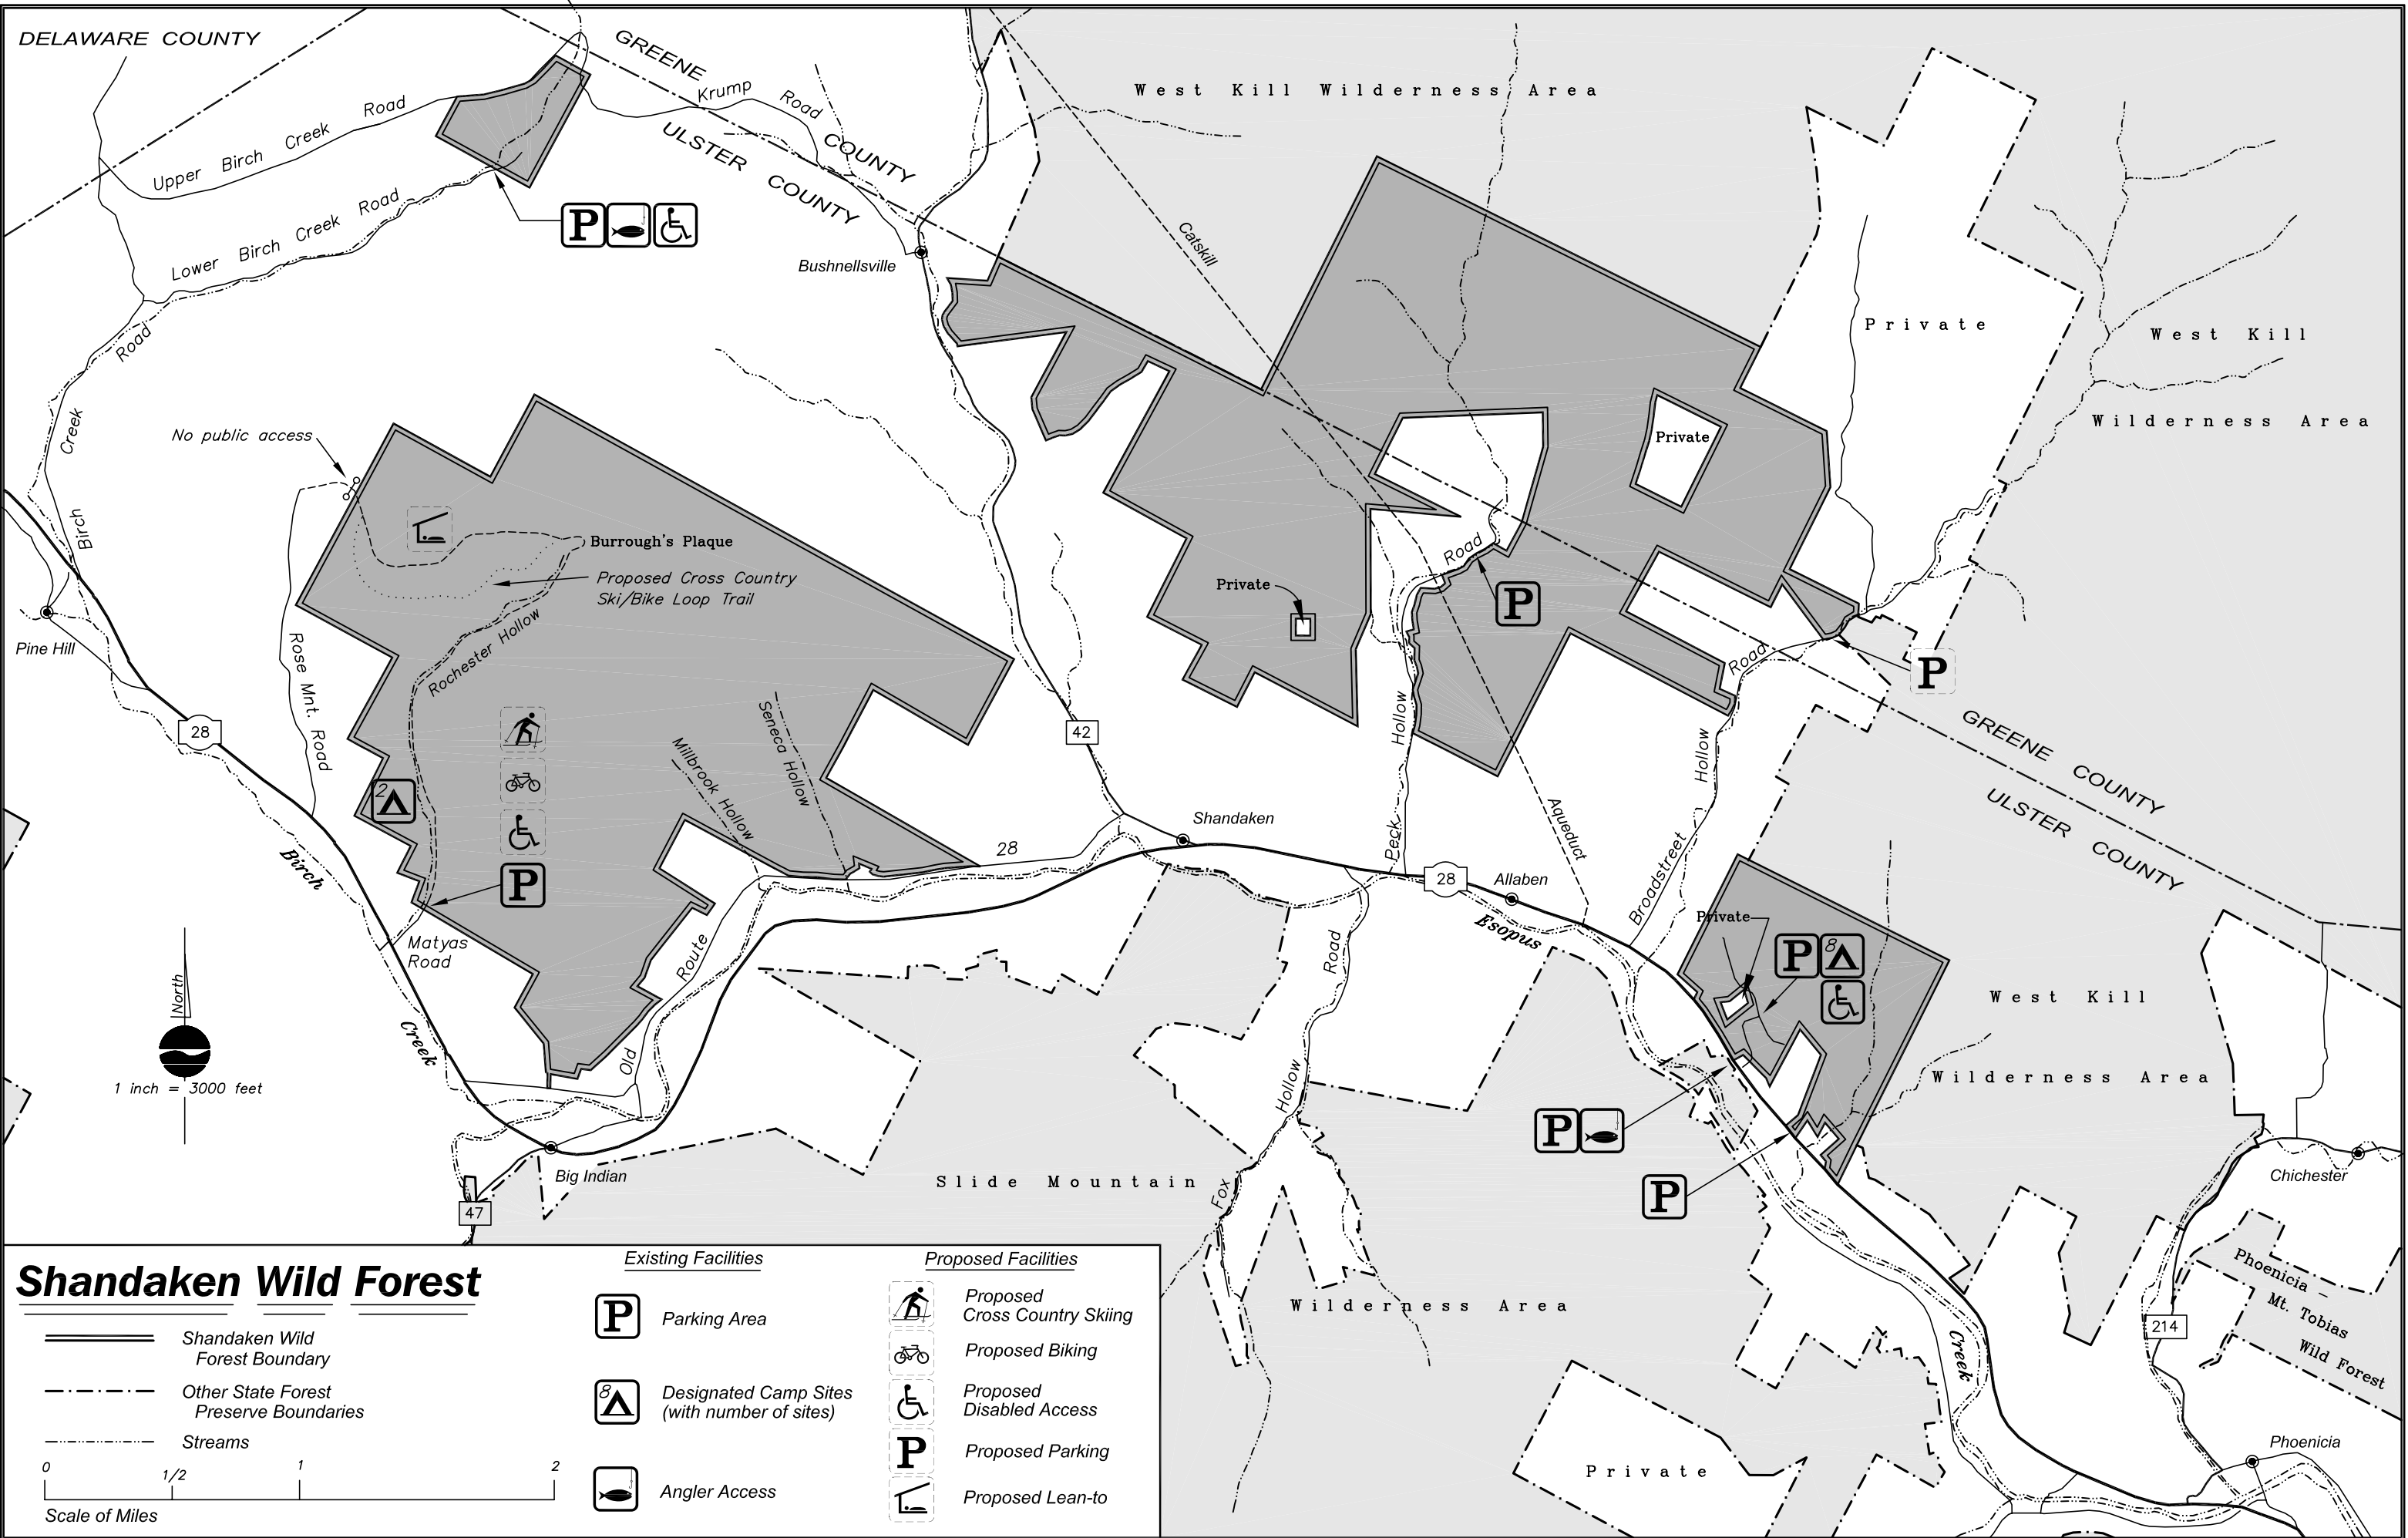 DELAWARE COUNTY
GREENE
COUNTY
ULSTER
COUNTY
Krump
Road
Upper Birch Creek Road
Lower Birch Creek Road
P
P
West Kill Wilderness Area
Bushnellsville
Catskill
Private
West Kill
Wilderness Area
Road
Creek
Birch
No public access
Burrough's Plaque
Proposed Cross Country
Ski/Bike Loop Trail
Rochester Hollow
Private
Private
Road
P
Pine Hill
Rose Mnt. Road
28
2
Millbrook Hollow
Seneca Hollow
42
Hollow
Peck
Road
Hollow
Broadstreet
P
GREENE COUNTY
ULSTER COUNTY
Aqueduct
Shandaken
28
28
Allaben
Birch
Creek
P
Matyas
Road
Route
Old
Road
Hollow
Fox
Esopus
Private
P
8
West Kill
Wilderness Area
North
1 inch = 3000 feet
P
P
Big Indian
47
Slide Mountain
Wilderness Area
Chichester
Phoenicia –
Mt. Tobias
Wild Forest
214
Creek
Private
Phoenicia
Shandaken Wild Forest
Shandaken Wild
Forest Boundary
Other State Forest
Preserve Boundaries
Streams
0
1/2
1
2
Scale of Miles
Existing Facilities
P
Parking Area
8
Designated Camp Sites
(with number of sites)
Angler Access
Proposed Facilities
Proposed
Cross Country Skiing
Proposed Biking
Proposed
Disabled Access
P
Proposed Parking
Proposed Lean-to